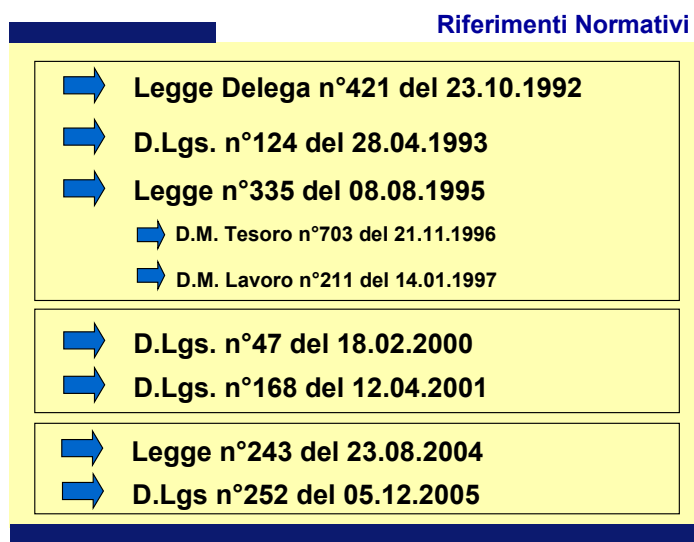 Riferimenti Normativi
Legge Delega n°421 del 23.10.1992
D.Lgs. n°124 del 28.04.1993
Legge n°335 del 08.08.1995
D.M. Tesoro n°703 del 21.11.1996
D.M. Lavoro n°211 del 14.01.1997
D.Lgs. n°47 del 18.02.2000
D.Lgs. n°168 del 12.04.2001
Legge n°243 del 23.08.2004
D.Lgs n°252 del 05.12.2005